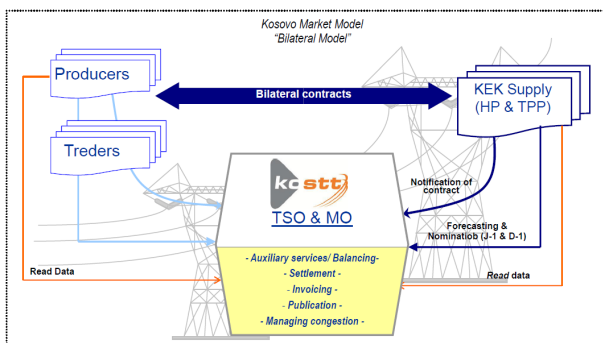 Kosovo Market Model
"Bilateral Model"
Producers
Bilateral contracts
KEK Supply
(HP & TPP)
Treders
kostt
TSO & MO
Notification of
contract
Forecasting &
Nominatiob (J-1 & D-1)
- Auxiliary services/ Balancing-
- Settlement -
- Invoicing -
- Publication -
- Managing congestion -
Read Data
Read data